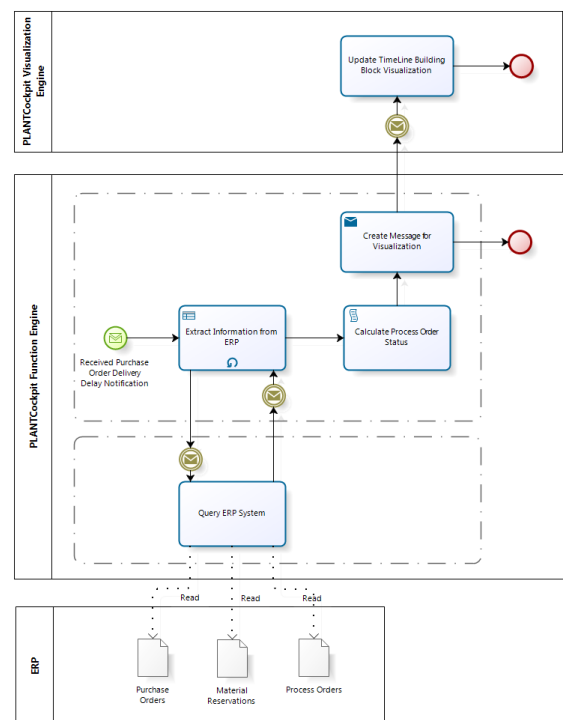 PLANTCockpit Visualization
Engine
Update TimeLine Building
Block Visualization
PLANTCockpit Function Engine
Create Message for
Visualization
Extract Information from
ERP
Calculate Process Order
Status
Received Purchase
Order Delivery
Delay Notification
Query ERP System
Read
Read
Read
ERP
Purchase
Orders
Material
Reservations
Process Orders